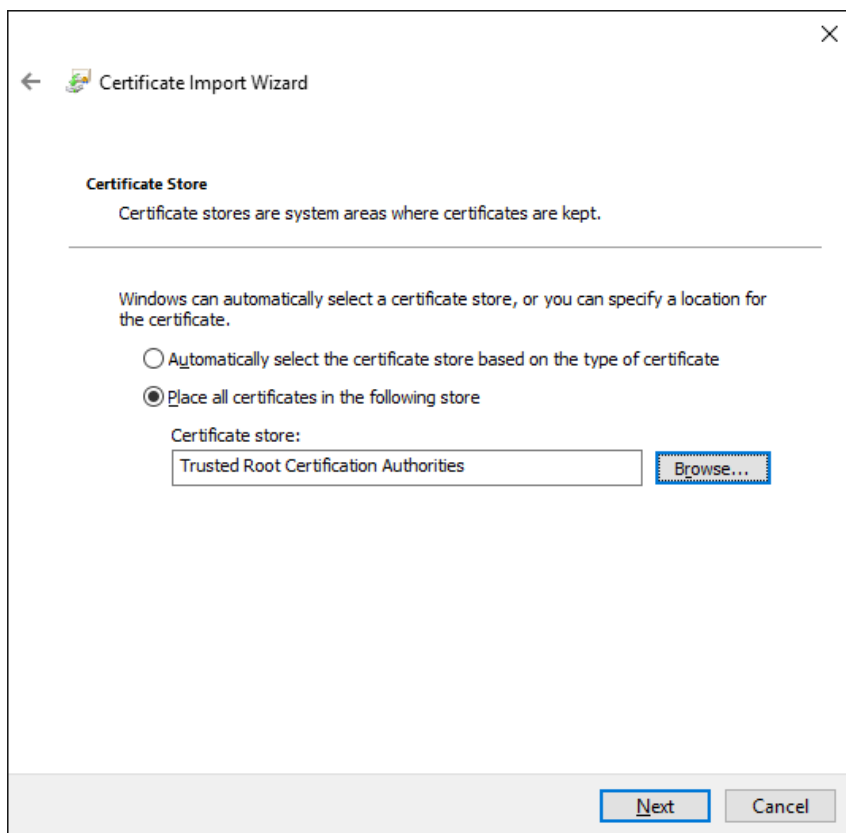 Certificate Import Wizard
Certificate Store
Certificate stores are system areas where certificates are kept.
Windows can automatically select a certificate store, or you can specify a location for
the certificate.
Automatically select the certificate store based on the type of certificate
Place all certificates in the following store
Certificate store:
Trusted Root Certification Authorities
Browse...
Next
Cancel